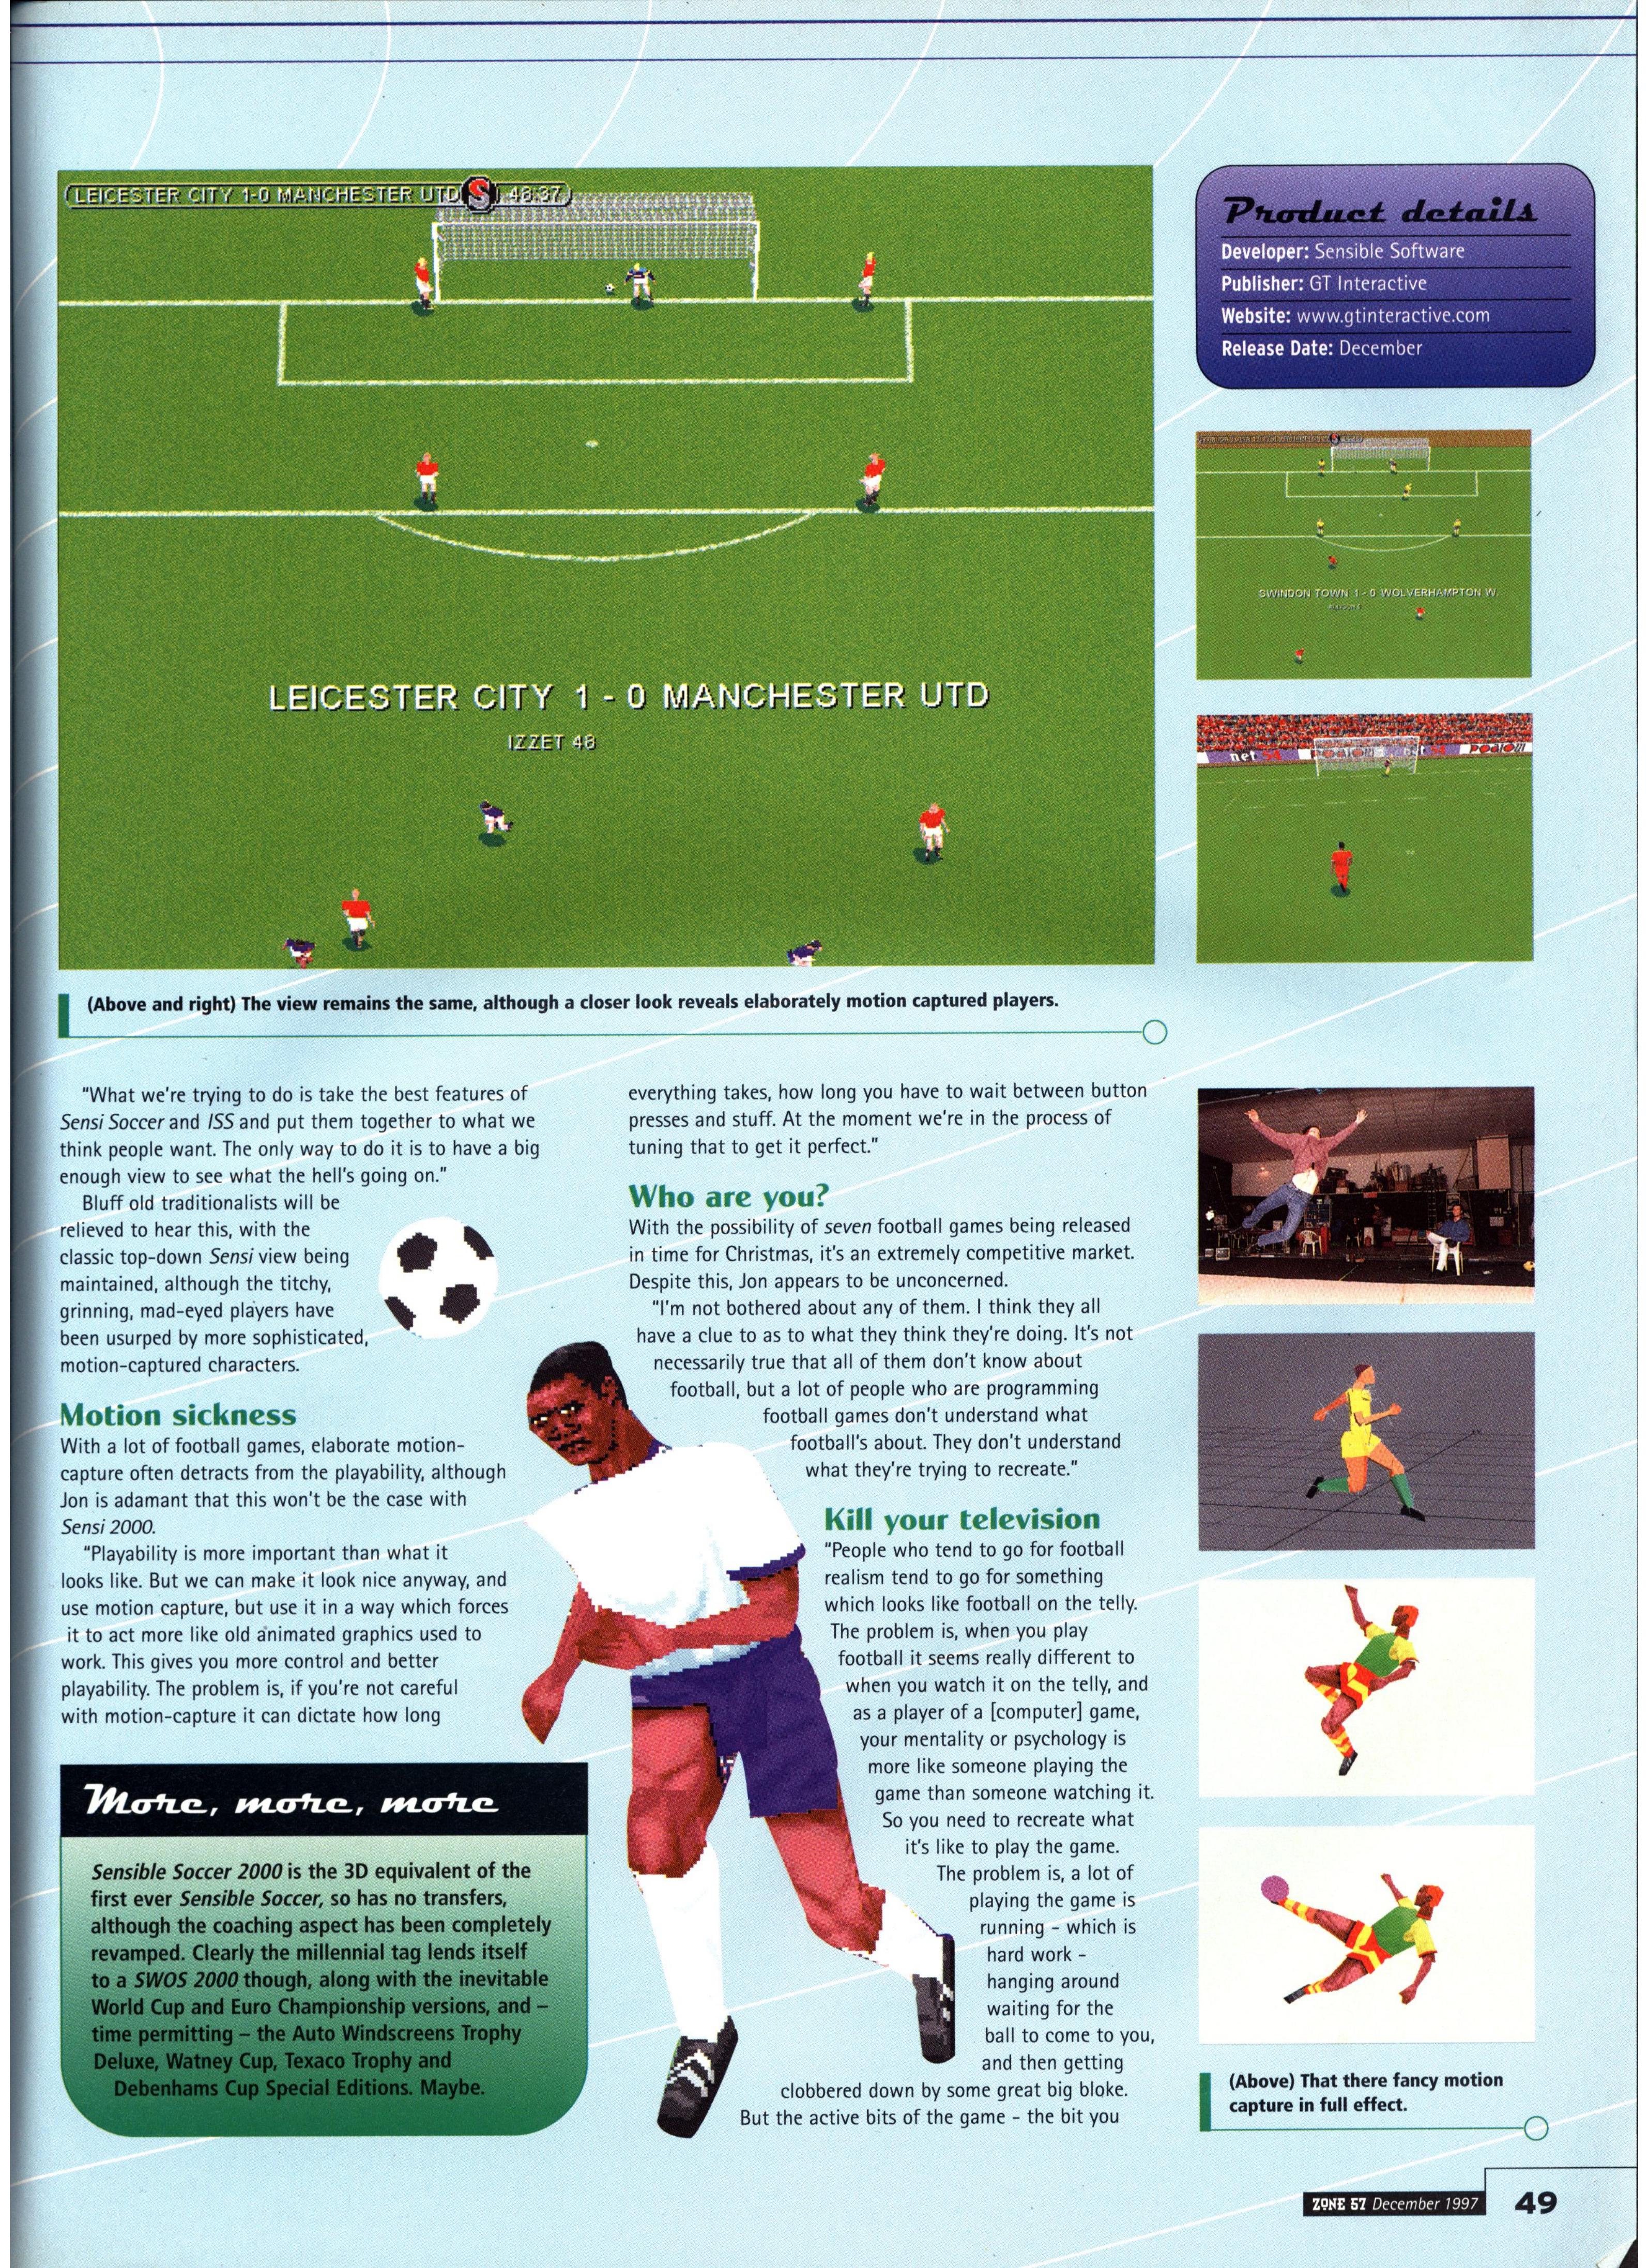 LEICESTER CITY 1-0 MANCHESTER UTD S 48:37
LEICESTER CITY 1 - 0 MANCHESTER UTD
IZZET 48
Product details
Developer: Sensible Software
Publisher: GT Interactive
Website: www.gtinteractive.com
Release Date: December
SWINDON TOWN 1 - 0 WOLVERHAMPTON W.
net
(Above and right) The view remains the same, although a closer look reveals elaborately motion captured players.
"What we're trying to do is take the best features of
Sensi Soccer and ISS and put them together to what we
think people want. The only way to do it is to have a big
enough view to see what the hell's going on."
Bluff old traditionalists will be
relieved to hear this, with the
classic top-down Sensi view being
maintained, although the titchy,
grinning, mad-eyed players have
been usurped by more sophisticated,
motion-captured characters.
Motion sickness
With a lot of football games, elaborate motion-
capture often detracts from the playability, although
Jon is adamant that this won't be the case with
Sensi 2000.
"Playability is more important than what it
looks like. But we can make it look nice anyway, and
use motion capture, but use it in a way which forces
it to act more like old animated graphics used to
work. This gives you more control and better
playability. The problem is, if you're not careful
with motion-capture it can dictate how long
everything takes, how long you have to wait between button
presses and stuff. At the moment we're in the process of
tuning that to get it perfect."
Who are you?
With the possibility of seven football games being released
in time for Christmas, it's an extremely competitive market.
Despite this, Jon appears to be unconcerned.
"I'm not bothered about any of them. I think they all
have a clue to as to what they think they're doing. It's not
necessarily true that all of them don't know about
football, but a lot of people who are programming
football games don't understand what
football's about. They don't understand
what they're trying to recreate."
Kill your television
"People who tend to go for football
realism tend to go for something
which looks like football on the telly.
The problem is, when you play
football it seems really different to
when you watch it on the telly, and
as a player of a [computer] game,
your mentality or psychology is
more like someone playing the
game than someone watching it.
So you need to recreate what
it's like to play the game.
The problem is, a lot of
playing the game is
running - which is
hard work -
hanging around
waiting for the
ball to come to you,
and then getting
clobbered down by some great big bloke.
But the active bits of the game - the bit you
More, more, more
Sensible Soccer 2000 is the 3D equivalent of the
first ever Sensible Soccer, so has no transfers,
although the coaching aspect has been completely
revamped. Clearly the millennial tag lends itself
to a SWOS 2000 though, along with the inevitable
World Cup and Euro Championship versions, and –
time permitting – the Auto Windscreens Trophy
Deluxe, Watney Cup, Texaco Trophy and
Debenhams Cup Special Editions. Maybe.
(Above) That there fancy motion
capture in full effect.
ZONE 57 December 1997 49